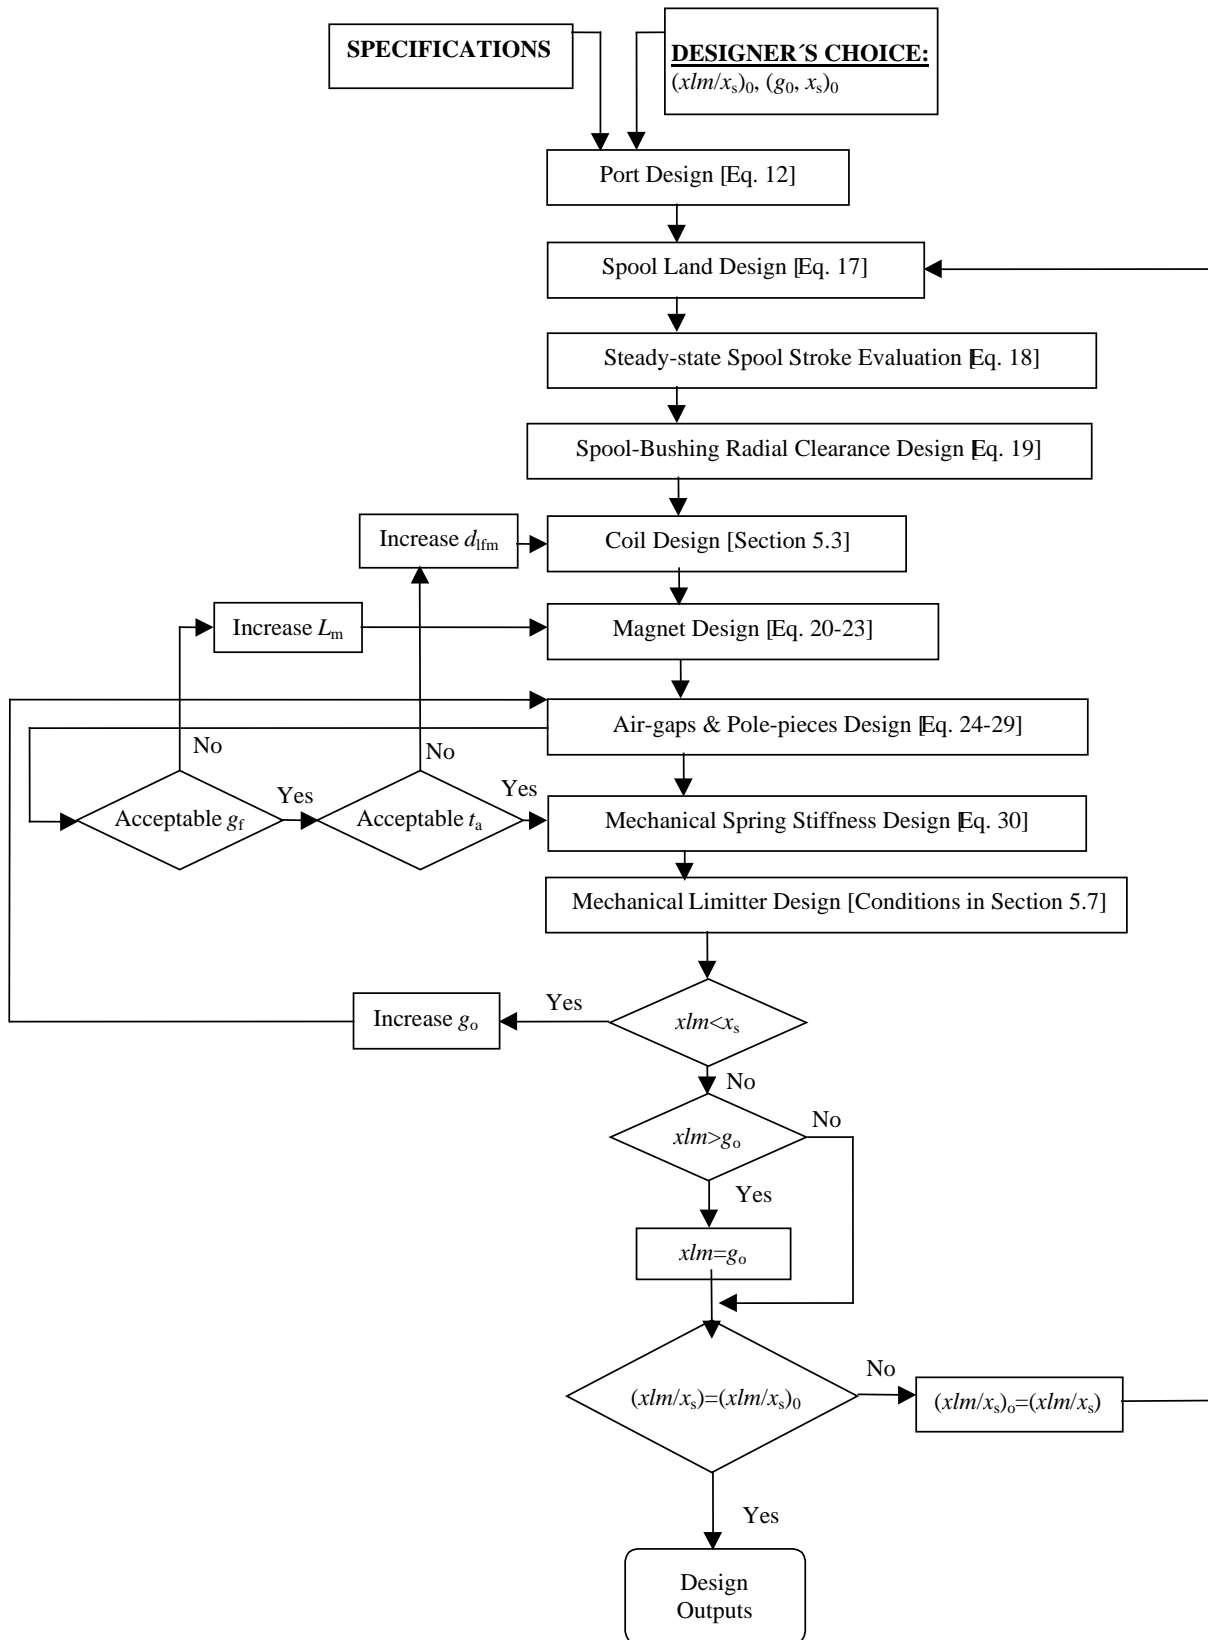 SPECIFICATIONS
DESIGNER´S CHOICE:
(xlm/xs)0, (g0, xs)0
Port Design [Eq. 12]
Spool Land Design [Eq. 17]
Steady-state Spool Stroke Evaluation [Eq. 18]
Spool-Bushing Radial Clearance Design [Eq. 19]
Increase dlfm
Coil Design [Section 5.3]
Increase Lm
Magnet Design [Eq. 20-23]
Air-gaps & Pole-pieces Design [Eq. 24-29]
No
No
Acceptable gf
Yes
Acceptable ta
Yes
Mechanical Spring Stiffness Design [Eq. 30]
Mechanical Limitter Design [Conditions in Section 5.7]
Increase go
Yes
xlm<xs
No
xlm>go
No
Yes
xlm=go
(xlm/xs)=(xlm/xs)0
No
(xlm/xs)o=(xlm/xs)
Yes
Design
Outputs